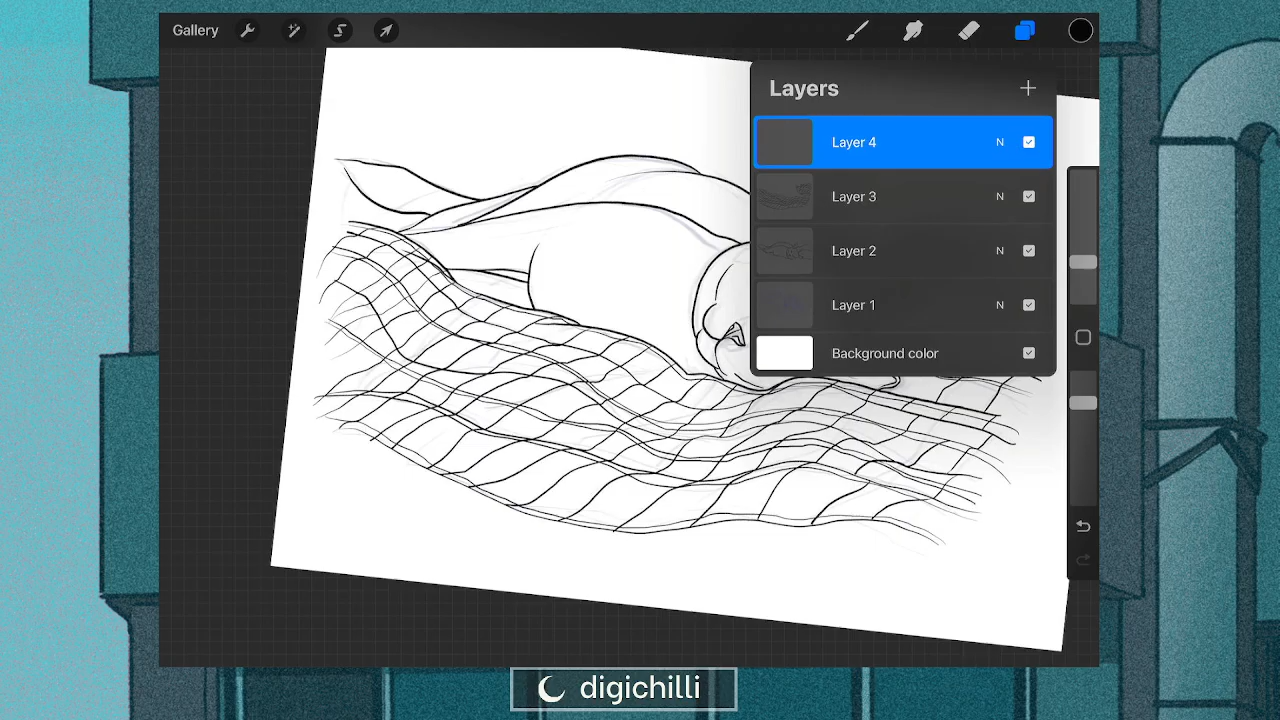 Gallery
Layers
Layer 4 N
Layer 3 N
Layer 2 N
Layer 1 N
Background color
digichilli